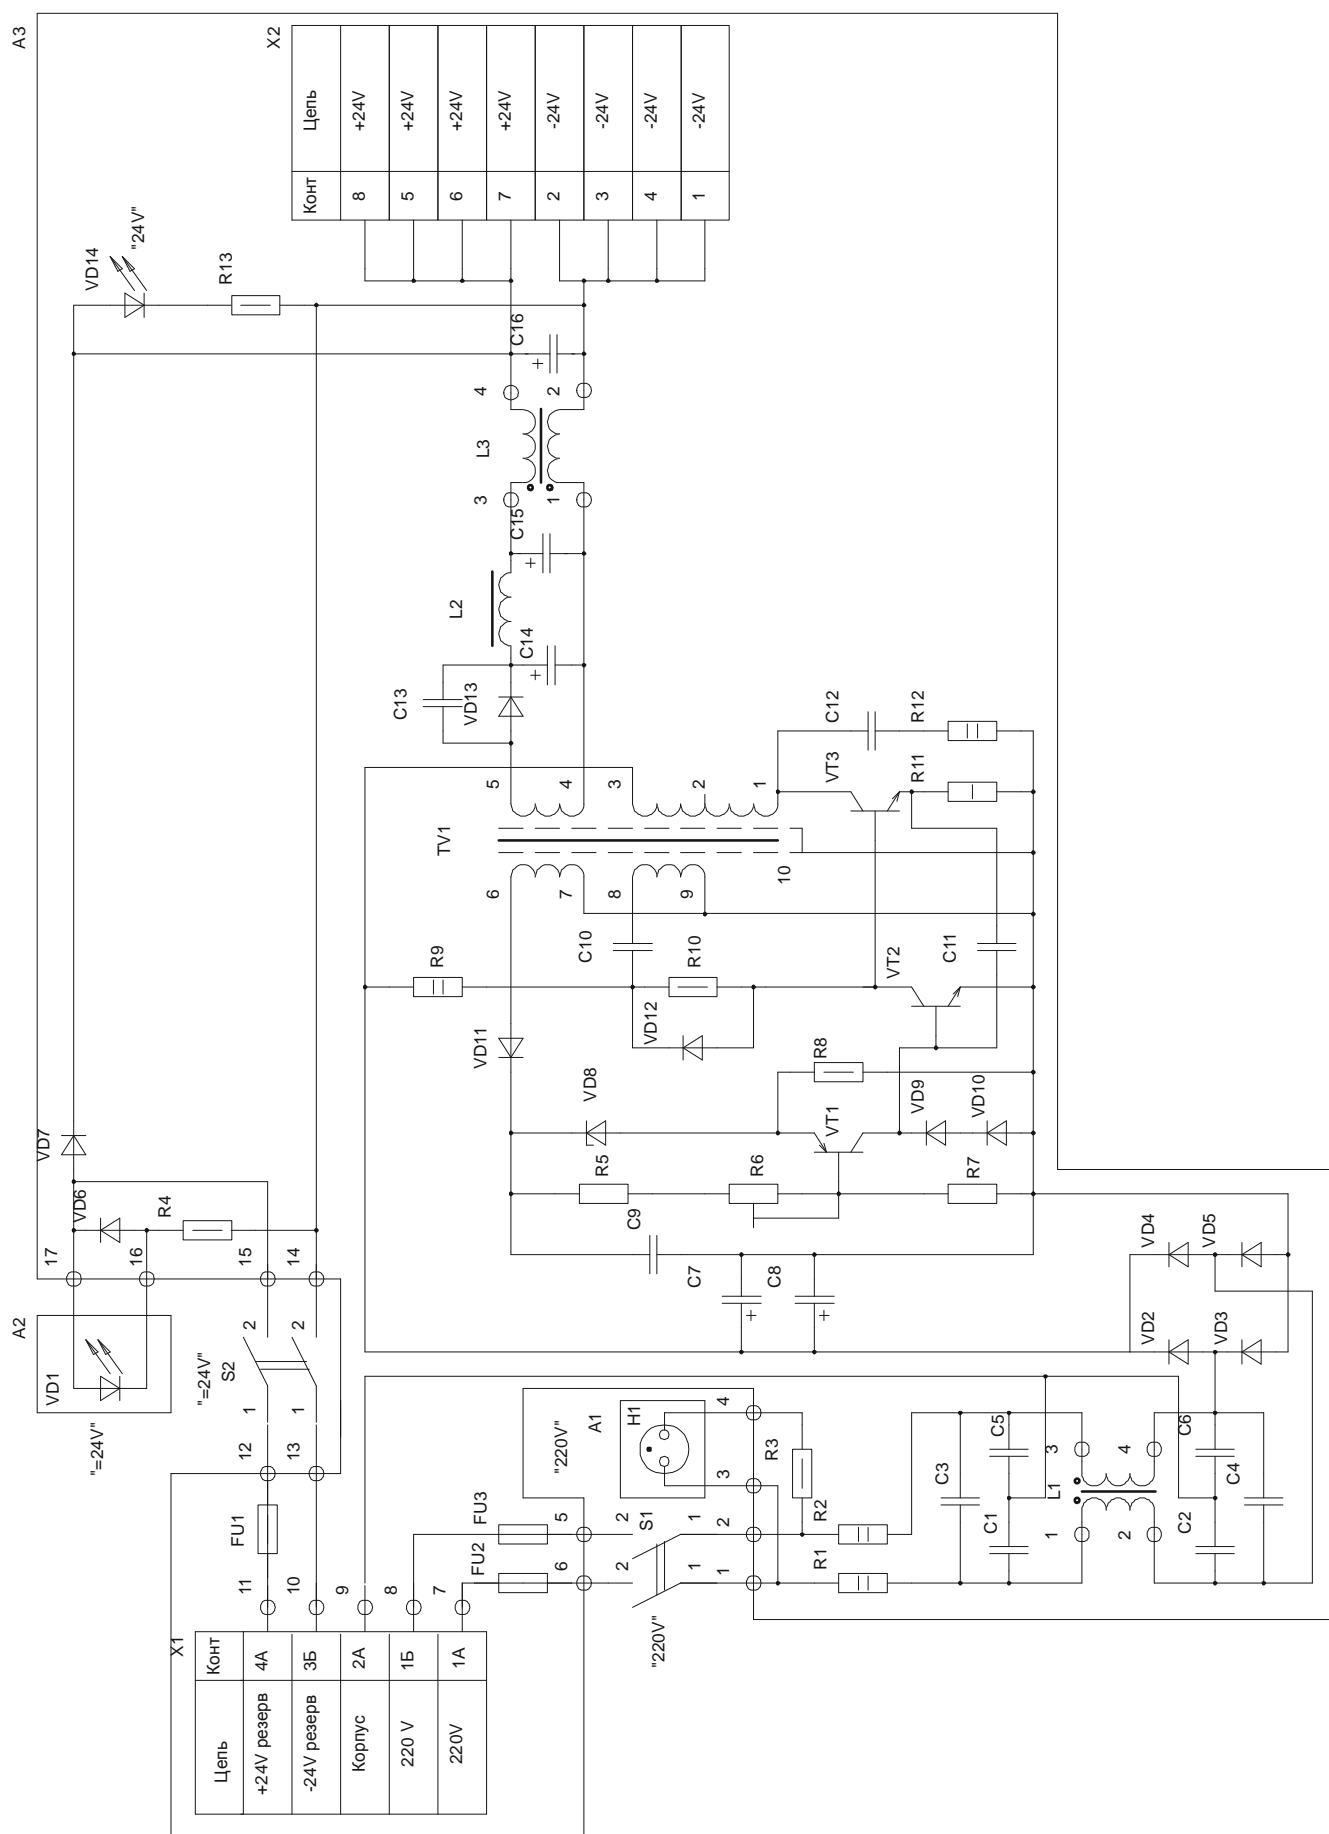 A3
X2
Конт Цепь
8 +24V
5 +24V
6 +24V
7 +24V
2 -24V
3 -24V
4 -24V
1 -24V
VD14
"24V"
R13
C16
4
2
L3
3
1
C15
L2
C14
C13
VD13
5
4
3
2
1
TV1
6
7
8
9
10
C12
R12
VT3
R11
R9
C10
R10
VT2
C11
VD11
VD12
VD8
R8
VT1
VD9
VD10
R5
R6
R7
C9
C7
C8
VD7
VD6
R4
17
16
15
14
A2
VD1
"=24V"
"=24V"
S2
2
2
1
1
12
13
FU1
11
10
9
8
7
X1
Цепь Конт
+24V резерв 4А
-24V резерв 3Б
Корпус 2А
220 V 1Б
220V 1А
FU3
FU2
5
6
"220V"
2
2
S1
1
1
2
1
"220V"
A1
H1
4
3
R3
R2
R1
C3
C5
C1
3
1
L1
4
2
C6
C2
C4
VD4
VD5
VD2
VD3